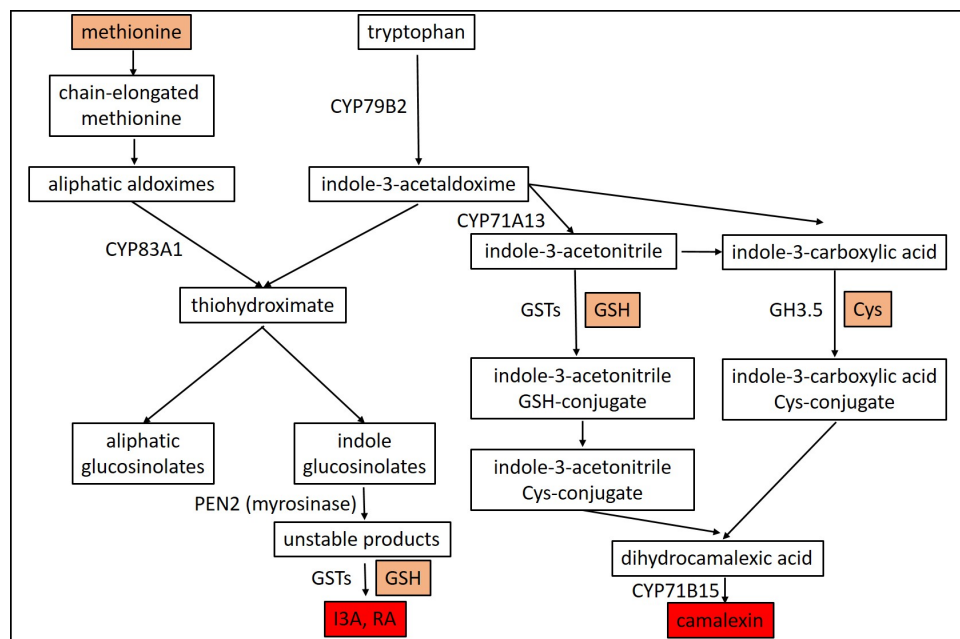 methionine
tryptophan
chain-elongated
methionine
CYP79B2
aliphatic aldoximes
indole-3-acetaldoxime
CYP83A1
CYP71A13
indole-3-acetonitrile
indole-3-carboxylic acid
thiohydroximate
GSTs
GSH
GH3.5
Cys
indole-3-acetonitrile
GSH-conjugate
indole-3-carboxylic acid
Cys-conjugate
aliphatic
glucosinolates
indole
glucosinolates
indole-3-acetonitrile
Cys-conjugate
PEN2 (myrosinase)
unstable products
dihydrocamalexic acid
GSTs
GSH
CYP71B15
I3A, RA
camalexin